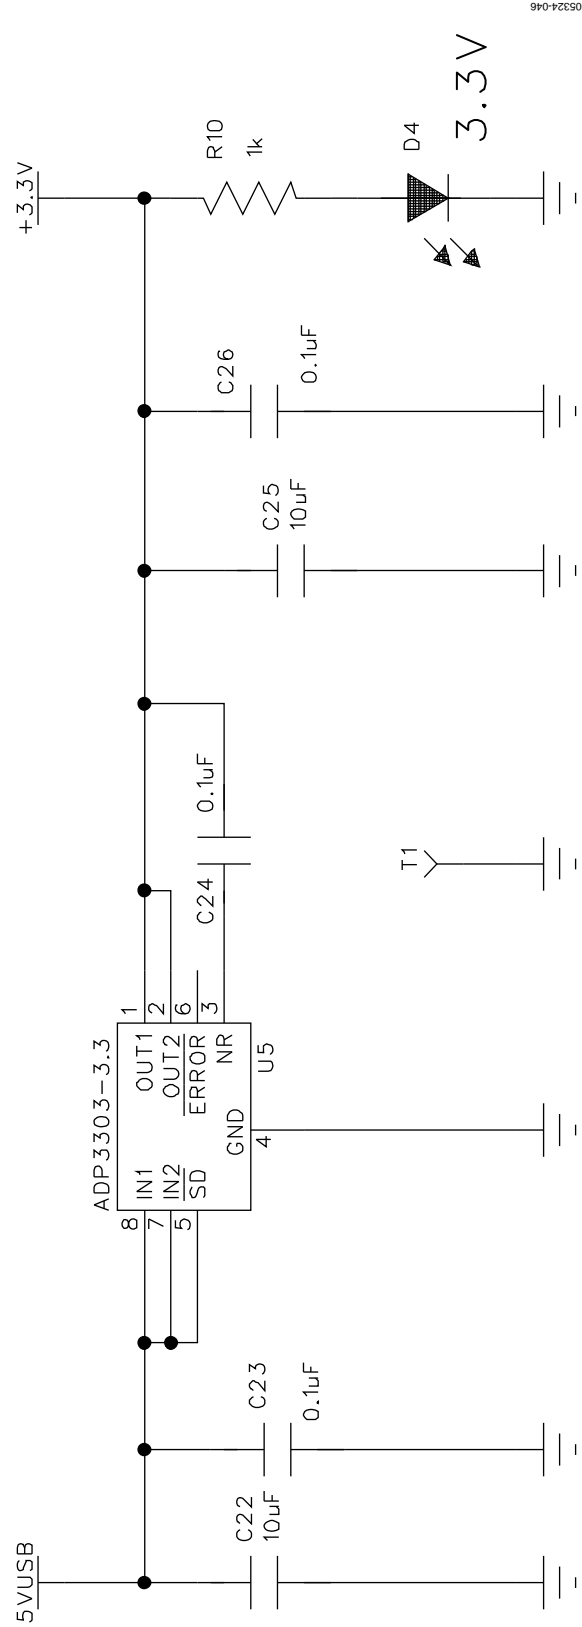 5VUSB
C22
10uF
C23
0.1uF
ADP3303-3.3
8
IN1
7
IN2
5
SD
GND
4
OUT1
1
OUT2
2
ERROR
6
NR
3
U5
C24
0.1uF
T1
C25
10uF
C26
0.1uF
+3.3V
R10
1k
D4
3.3V
05324-046